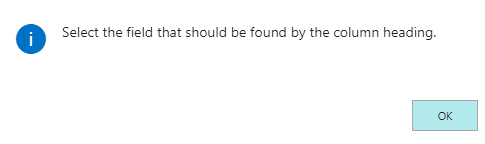 Select the field that should be found by the column heading.
OK